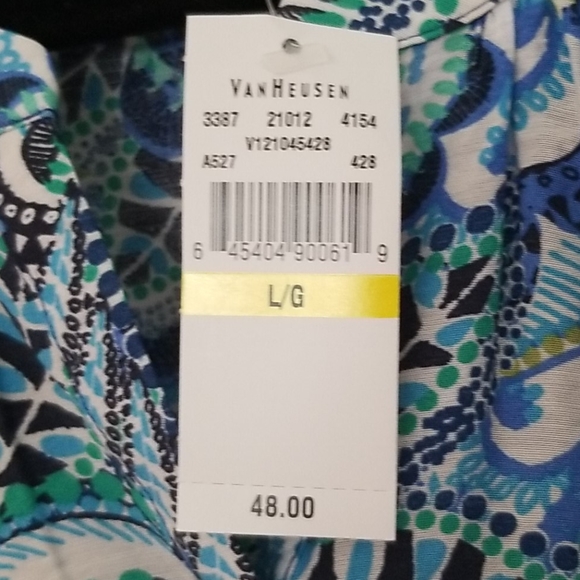 VANHEUSEN
3387 21012 4154
V121045428
A527 428
6 45404 90061 9
L/G
48.00